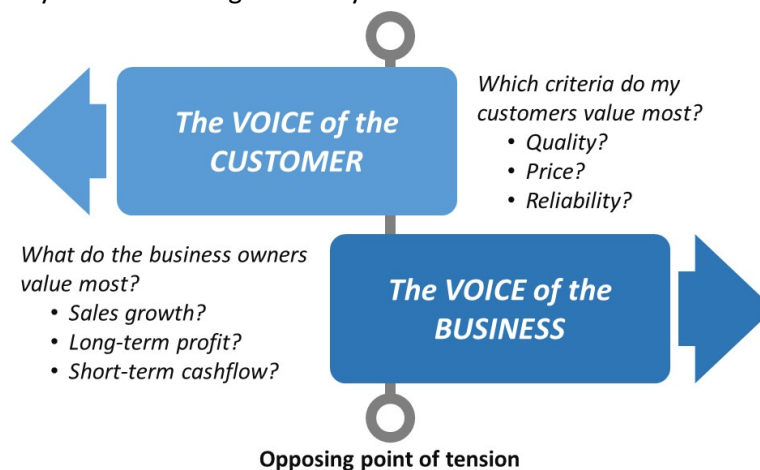 The VOICE of the
CUSTOMER
Which criteria do my
customers value most?
• Quality?
• Price?
• Reliability?
What do the business owners
value most?
• Sales growth?
• Long-term profit?
• Short-term cashflow?
The VOICE of the
BUSINESS
Opposing point of tension